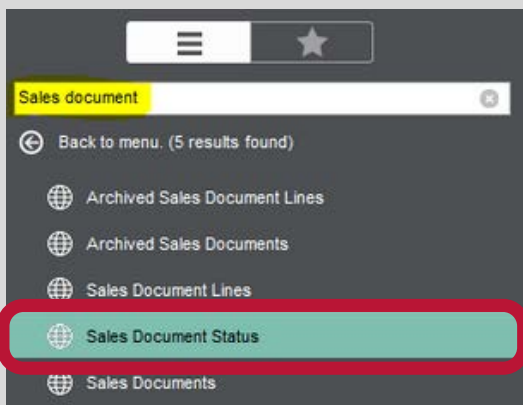 Sales document
Back to menu. (5 results found)
Archived Sales Document Lines
Archived Sales Documents
Sales Document Lines
Sales Document Status
Sales Documents